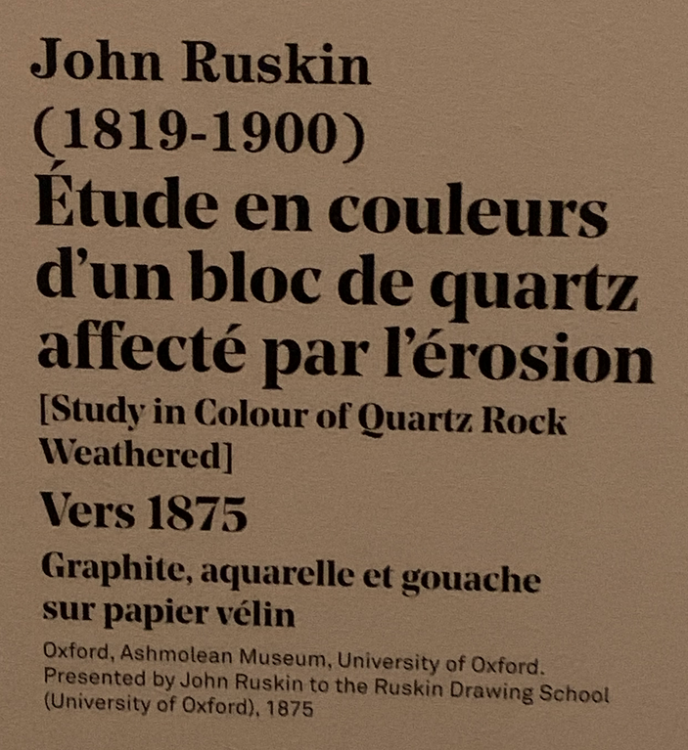 John Ruskin
(1819-1900)
Étude en couleurs
d’un bloc de quartz
affecté par l’érosion
[Study in Colour of Quartz Rock
Weathered]
Vers 1875
Graphite, aquarelle et gouache
sur papier vélin
Oxford, Ashmolean Museum, University of Oxford.
Presented by John Ruskin to the Ruskin Drawing School
(University of Oxford), 1875